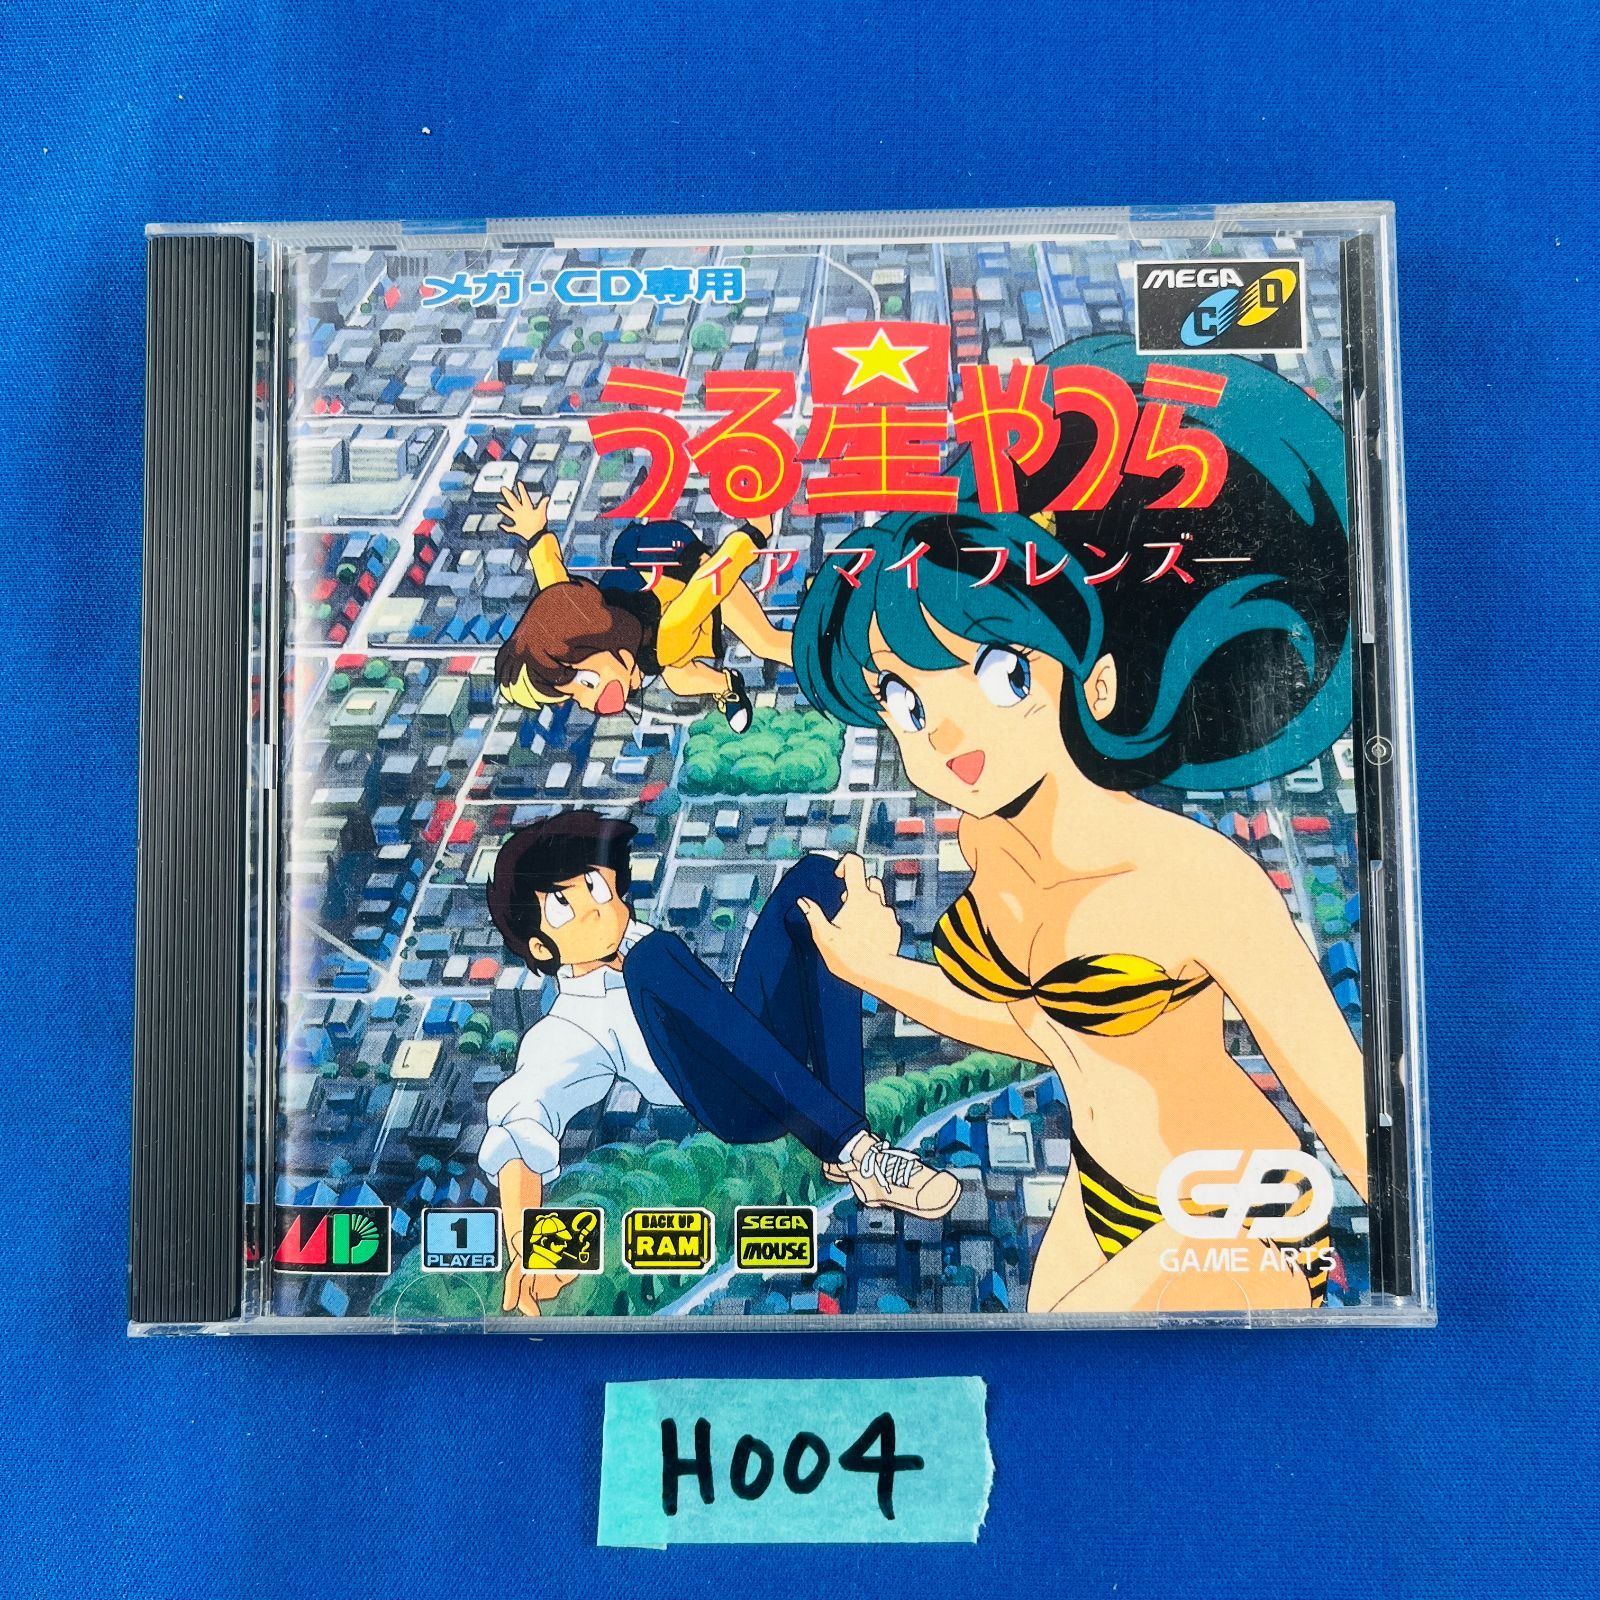 メガ・CD専用
MEGA
CD
うる星やつら
ーディア マイ フレンズー
MD
1
PLAYER
?
BACK UP
RAM
SEGA
MOUSE
GAME ARTS
H004